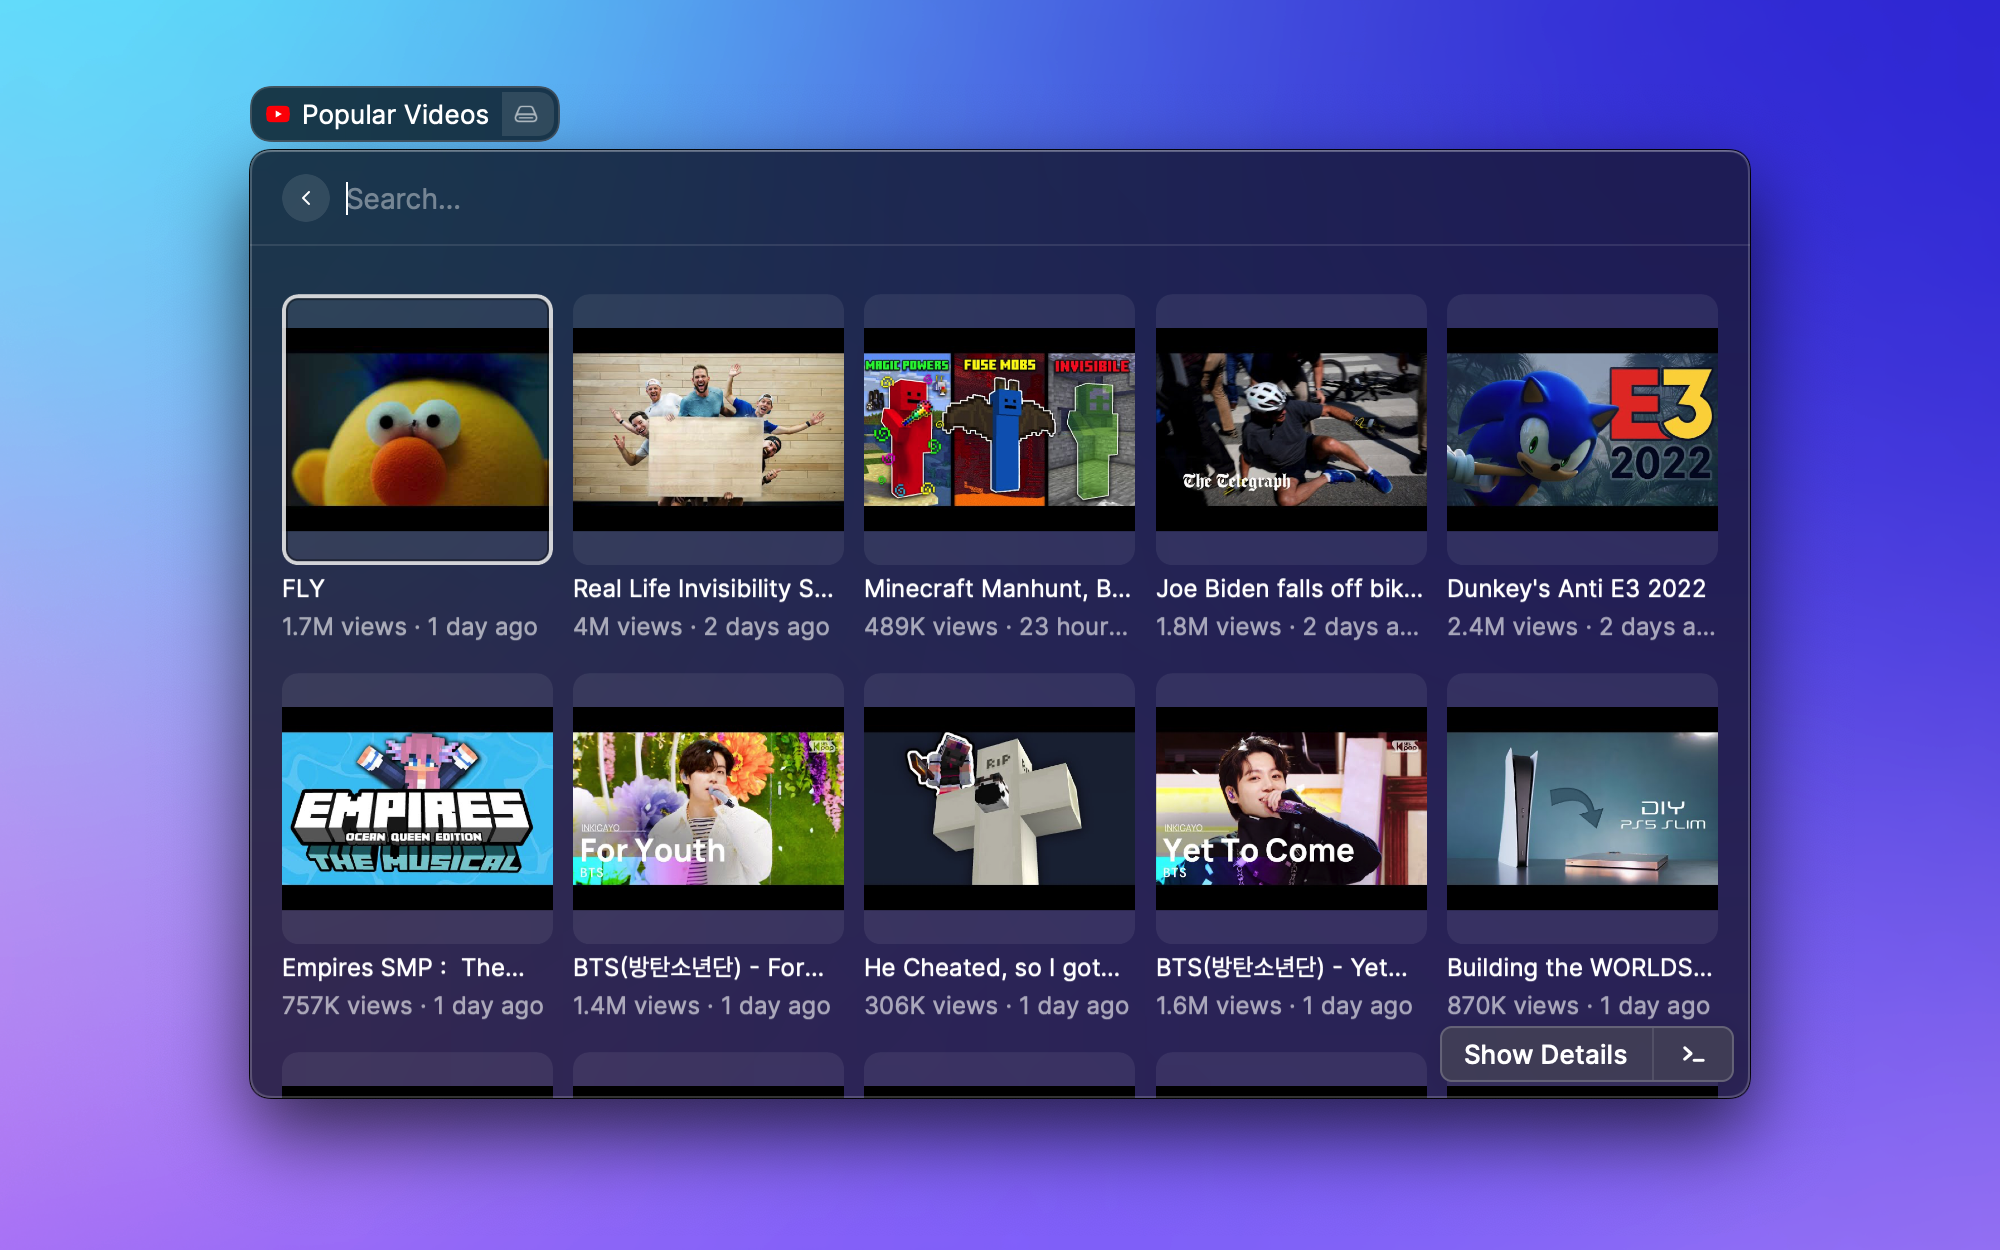 Popular Videos
Search...
MAGIC POWERS
FUSE MOBS
INVISIBILE
The Telegraph
E3
2022
FLY
Real Life Invisibility S...
Minecraft Manhunt, B...
Joe Biden falls off bik...
Dunkey's Anti E3 2022
1.7M views · 1 day ago
4M views · 2 days ago
489K views · 23 hour...
1.8M views · 2 days a...
2.4M views · 2 days a...
EMPIRES
OCEAN QUEEN EDITION
THE MUSICAL
INKIGAYO
For Youth
BTS
RIP
INKIGAYO
Yet To Come
BTS
DIY
PS5 SLIM
Empires SMP : The...
BTS(방탄소년단) - For...
He Cheated, so I got...
BTS(방탄소년단) - Yet...
Building the WORLDS...
757K views · 1 day ago
1.4M views · 1 day ago
306K views · 1 day ago
1.6M views · 1 day ago
870K views · 1 day ago
Show Details